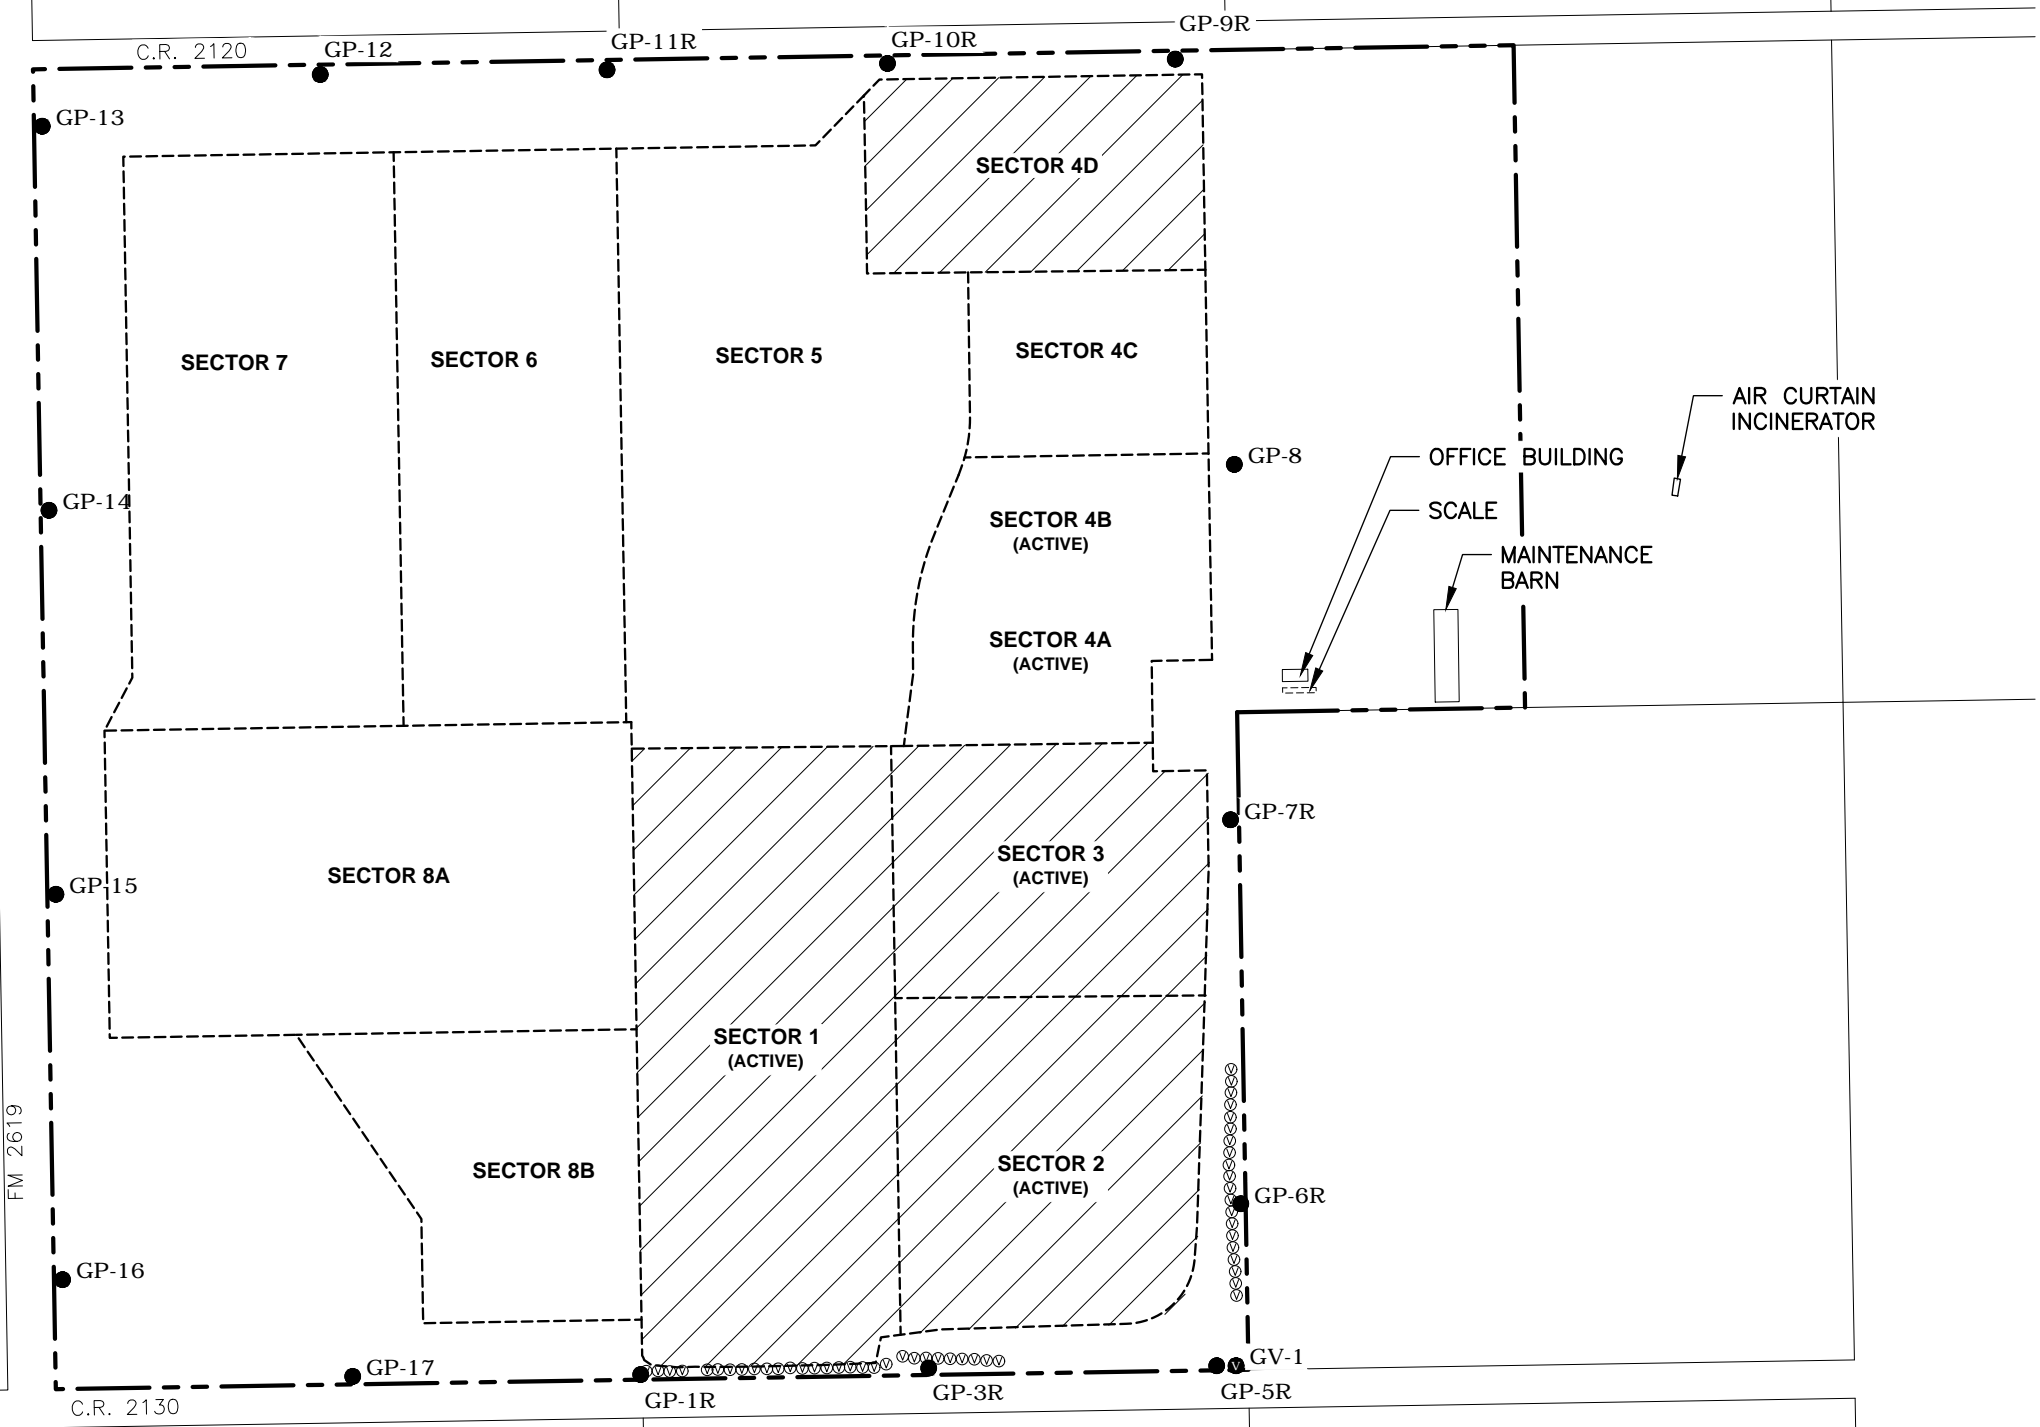 GP-9R
C.R. 2120
GP-12
GP-11R
GP-10R
GP-13
SECTOR 4D
SECTOR 7
SECTOR 6
SECTOR 5
SECTOR 4C
AIR CURTAIN
INCINERATOR
GP-8
OFFICE BUILDING
GP-14
SCALE
SECTOR 4B
(ACTIVE)
MAINTENANCE
BARN
SECTOR 4A
(ACTIVE)
GP-7R
SECTOR 3
(ACTIVE)
GP-15
SECTOR 8A
SECTOR 1
(ACTIVE)
FM 2619
SECTOR 8B
SECTOR 2
(ACTIVE)
GP-6R
GP-16
GP-17
GV-1
GP-1R
GP-3R
GP-5R
C.R. 2130